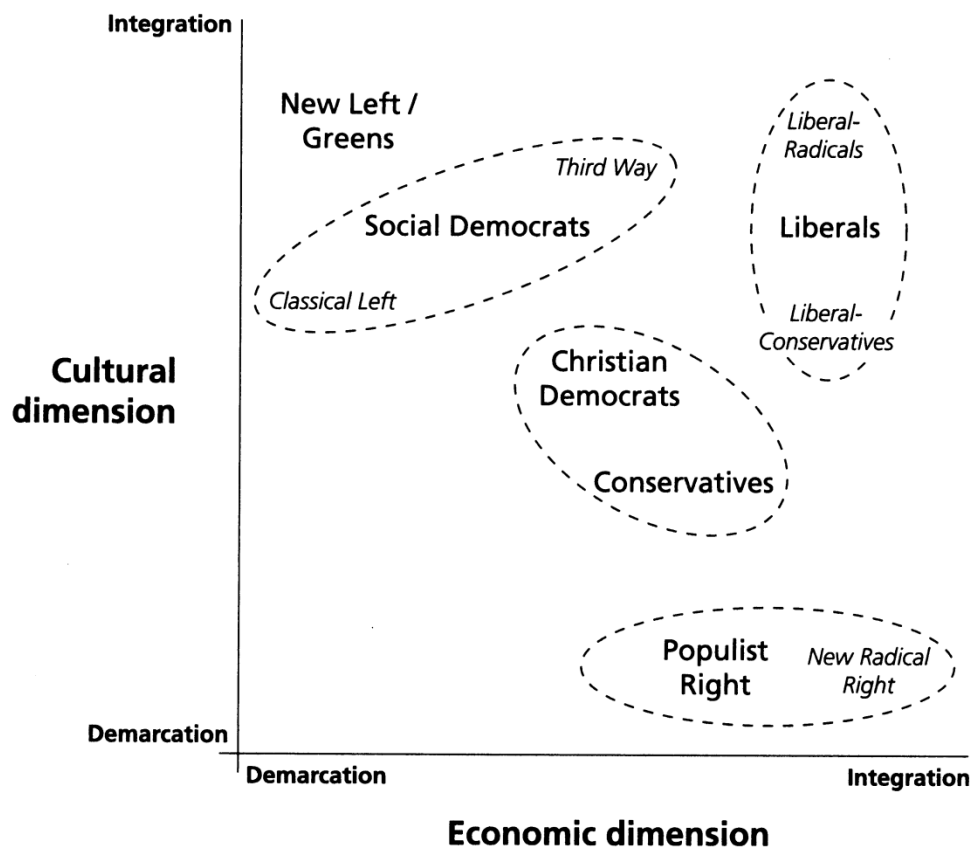 Integration
New Left /
Greens
Liberal-
Radicals
Third Way
Social Democrats
Liberals
Classical Left
Liberal-
Conservatives
Cultural
dimension
Christian
Democrats
Conservatives
Populist
Right
New Radical
Right
Demarcation
Demarcation
Integration
Economic dimension